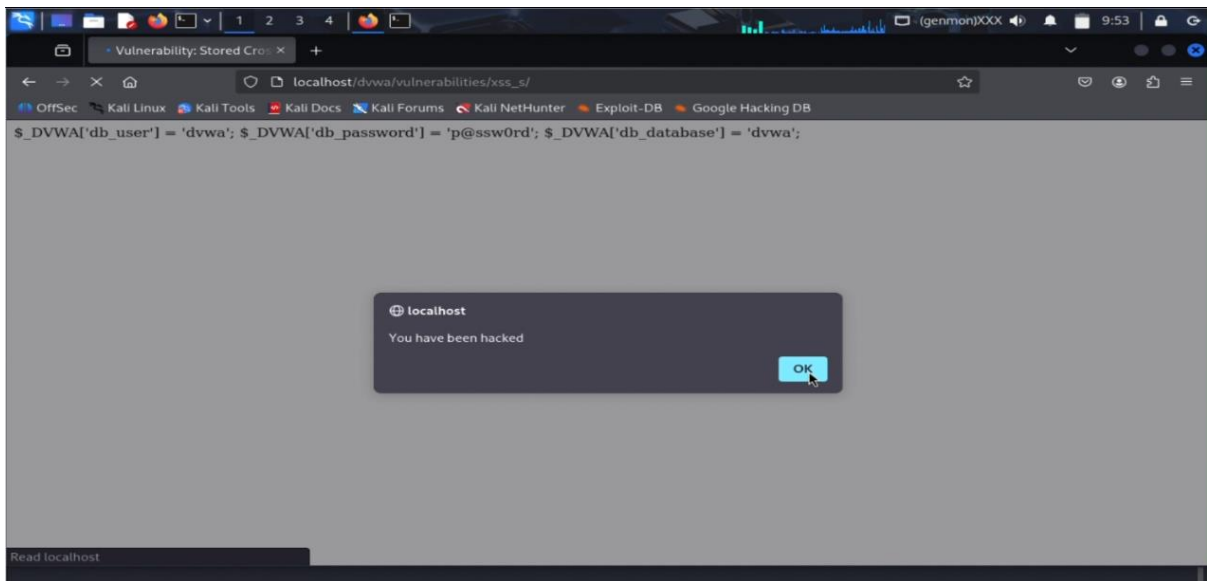 1 2 3 4 (genmon)XXX 9:53
Vulnerability: Stored Cros
localhost/dvwa/vulnerabilities/xss_s/
OffSec Kali Linux Kali Tools Kali Docs Kali Forums Kali NetHunter Exploit-DB Google Hacking DB
$_DVWA['db_user'] = 'dvwa'; $_DVWA['db_password'] = 'p@ssw0rd'; $_DVWA['db_database'] = 'dvwa';
localhost
You have been hacked
OK
Read localhost